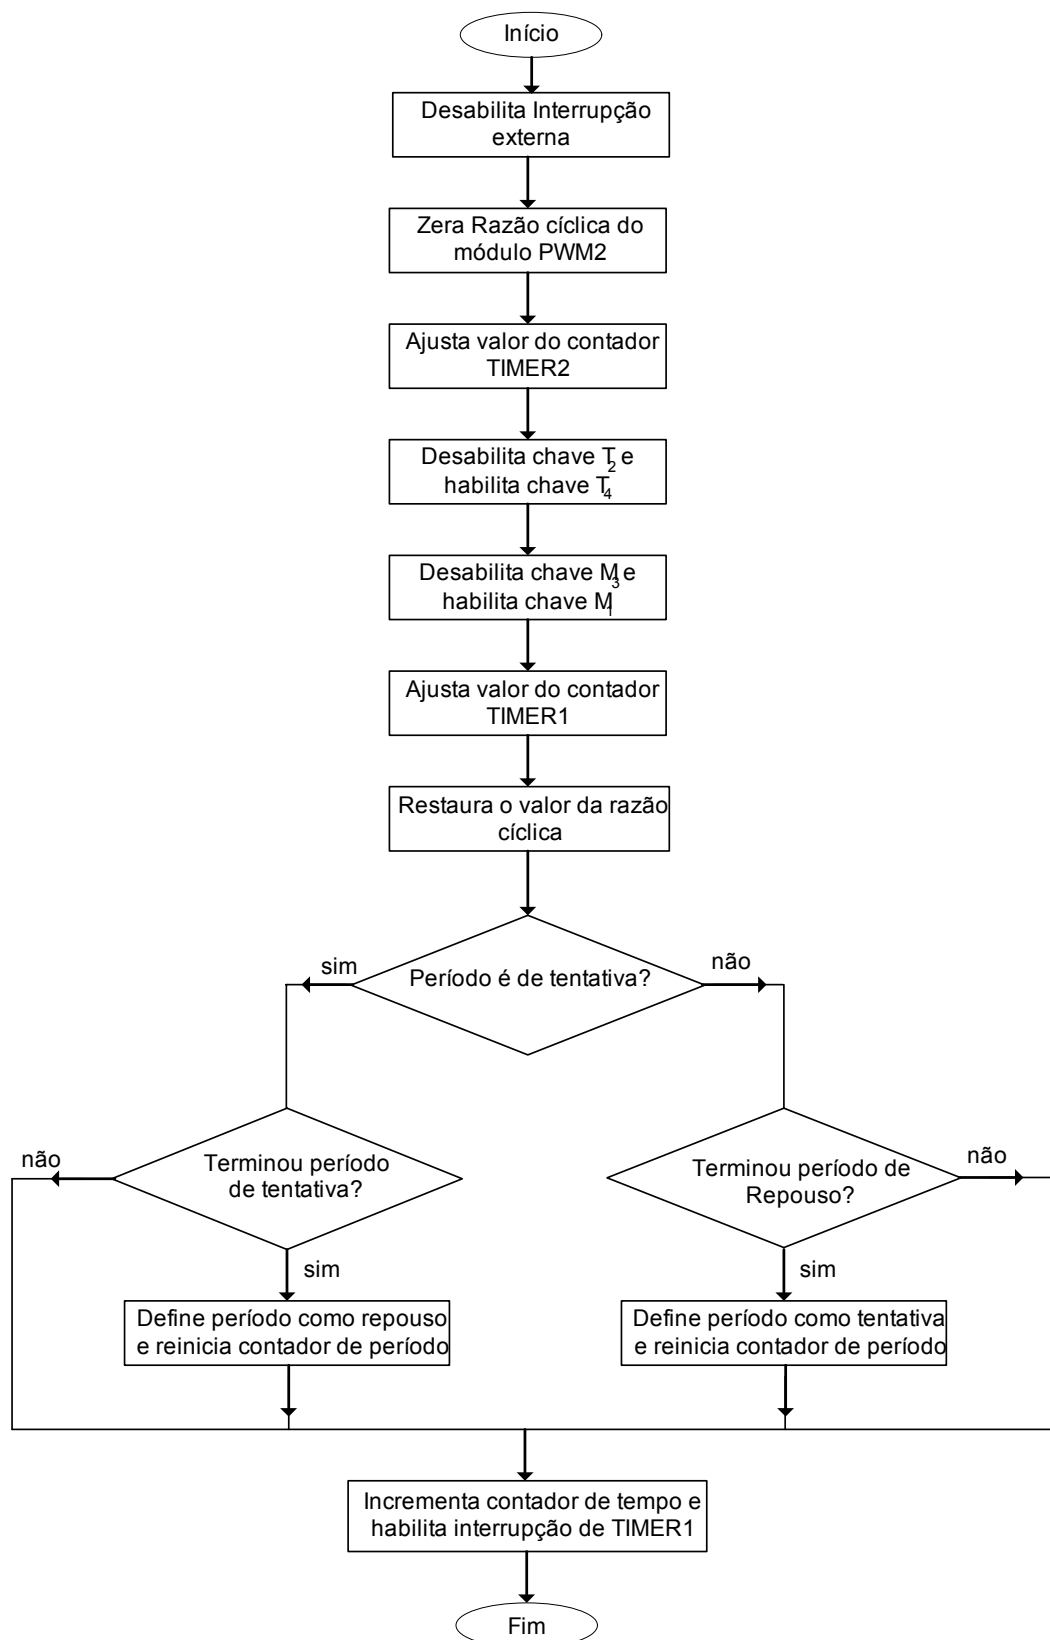 Início
Desabilita Interrupção
externa
Zera Razão cíclica do
módulo PWM2
Ajusta valor do contador
TIMER2
Desabilita chave T2 e
habilita chave T4
Desabilita chave M3 e
habilita chave M1
Ajusta valor do contador
TIMER1
Restaura o valor da razão
cíclica
Período é de tentativa?
sim
não
Terminou período
de tentativa?
não
sim
Terminou período de
Repouso?
não
sim
Define período como repouso
e reinicia contador de período
Define período como tentativa
e reinicia contador de período
Incrementa contador de tempo e
habilita interrupção de TIMER1
Fim